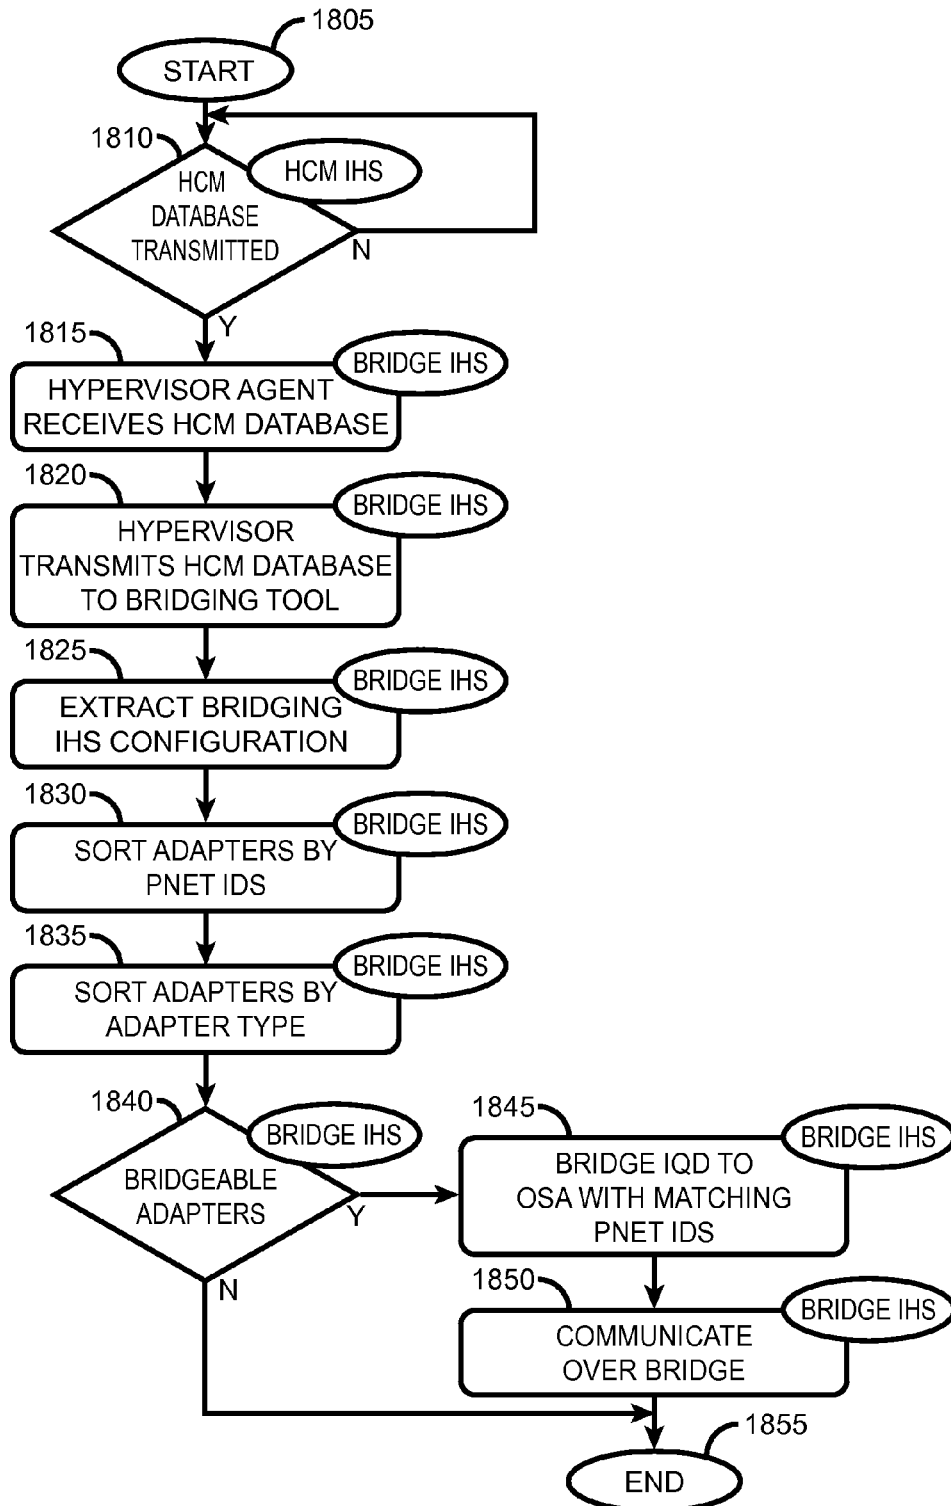 1805
START
1810
HCM IHS
HCM
DATABASE
TRANSMITTED
N
Y
1815
BRIDGE IHS
HYPERVISOR AGENT
RECEIVES HCM DATABASE
1820
BRIDGE IHS
HYPERVISOR
TRANSMITS HCM DATABASE
TO BRIDGING TOOL
1825
BRIDGE IHS
EXTRACT BRIDGING
IHS CONFIGURATION
1830
BRIDGE IHS
SORT ADAPTERS BY
PNET IDS
1835
BRIDGE IHS
SORT ADAPTERS BY
ADAPTER TYPE
1840
BRIDGE IHS
BRIDGEABLE
ADAPTERS
Y
N
1845
BRIDGE IHS
BRIDGE IQD TO
OSA WITH MATCHING
PNET IDS
1850
BRIDGE IHS
COMMUNICATE
OVER BRIDGE
1855
END